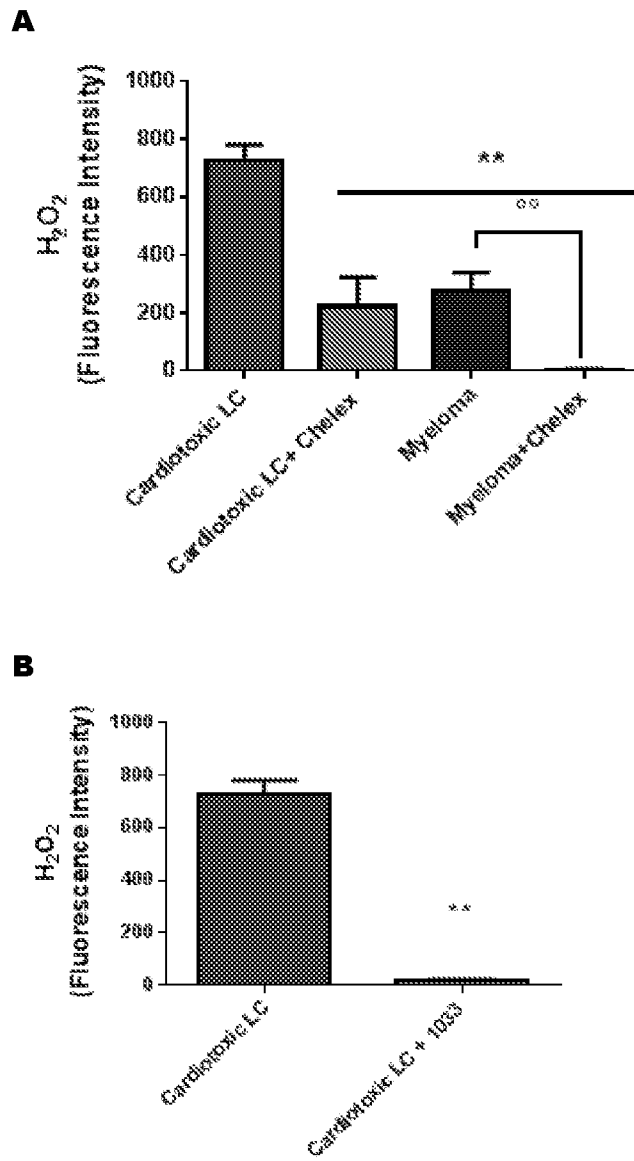 A
H₂O₂
(Fluorescence Intensity)
1000
800
600
400
200
0
**
°°
Cardiotoxic LC
Cardiotoxic LC+ Chelex
Myeloma
Myeloma+Chelex
B
H₂O₂
(Fluorescence Intensity)
1000
800
600
400
200
0
**
Cardiotoxic LC
Cardiotoxic LC + 1033